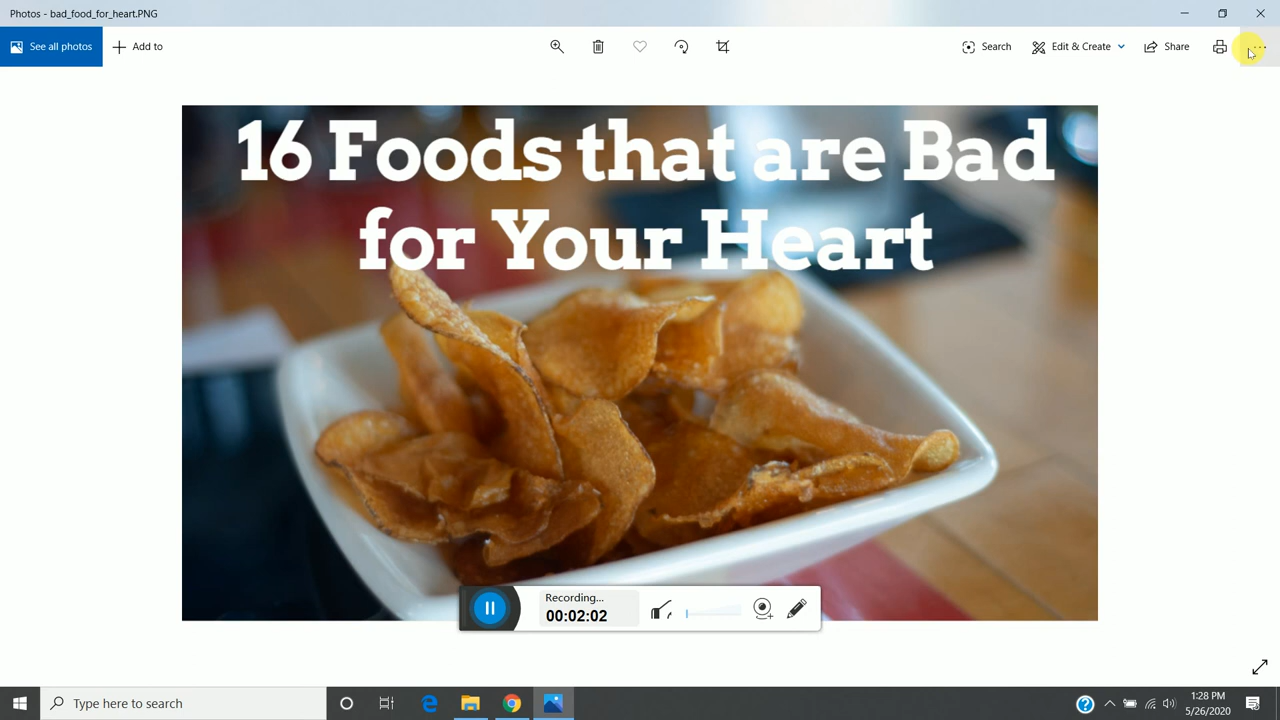 Photos - bad_food_for_heart.PNG
See all photos
Add to
Search
Edit & Create
Share
16 Foods that are Bad
for Your Heart
Recording...
00:02:02
Type here to search
1:28 PM
5/26/2020